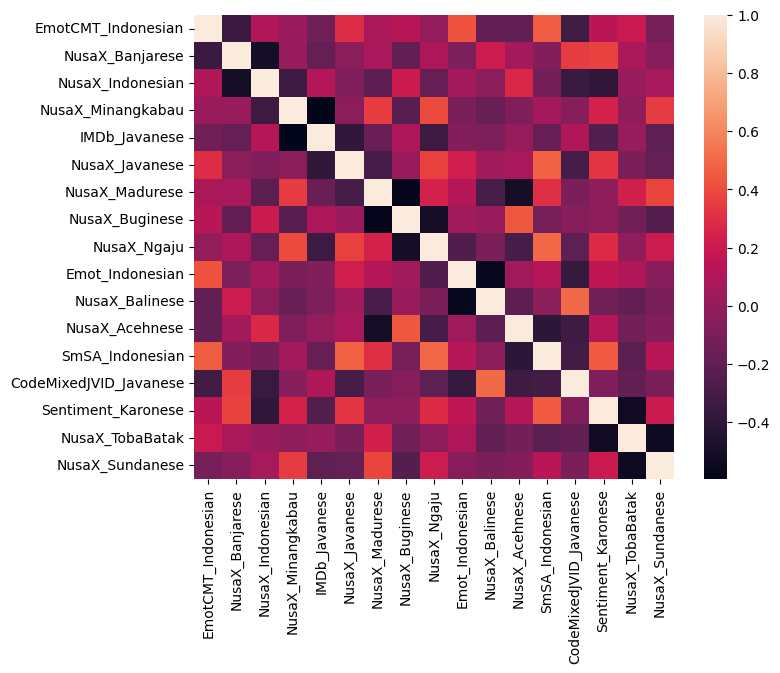 EmotCMT_Indonesian
NusaX_Banjarese
NusaX_Indonesian
NusaX_Minangkabau
IMDb_Javanese
NusaX_Javanese
NusaX_Madurese
NusaX_Buginese
NusaX_Ngaju
Emot_Indonesian
NusaX_Balinese
NusaX_Acehnese
SmSA_Indonesian
CodeMixedJVID_Javanese
Sentiment_Karonese
NusaX_TobaBatak
NusaX_Sundanese
EmotCMT_Indonesian
NusaX_Banjarese
NusaX_Indonesian
NusaX_Minangkabau
IMDb_Javanese
NusaX_Javanese
NusaX_Madurese
NusaX_Buginese
NusaX_Ngaju
Emot_Indonesian
NusaX_Balinese
NusaX_Acehnese
SmSA_Indonesian
CodeMixedJVID_Javanese
Sentiment_Karonese
NusaX_TobaBatak
NusaX_Sundanese
1.0
0.8
0.6
0.4
0.2
0.0
−0.2
−0.4